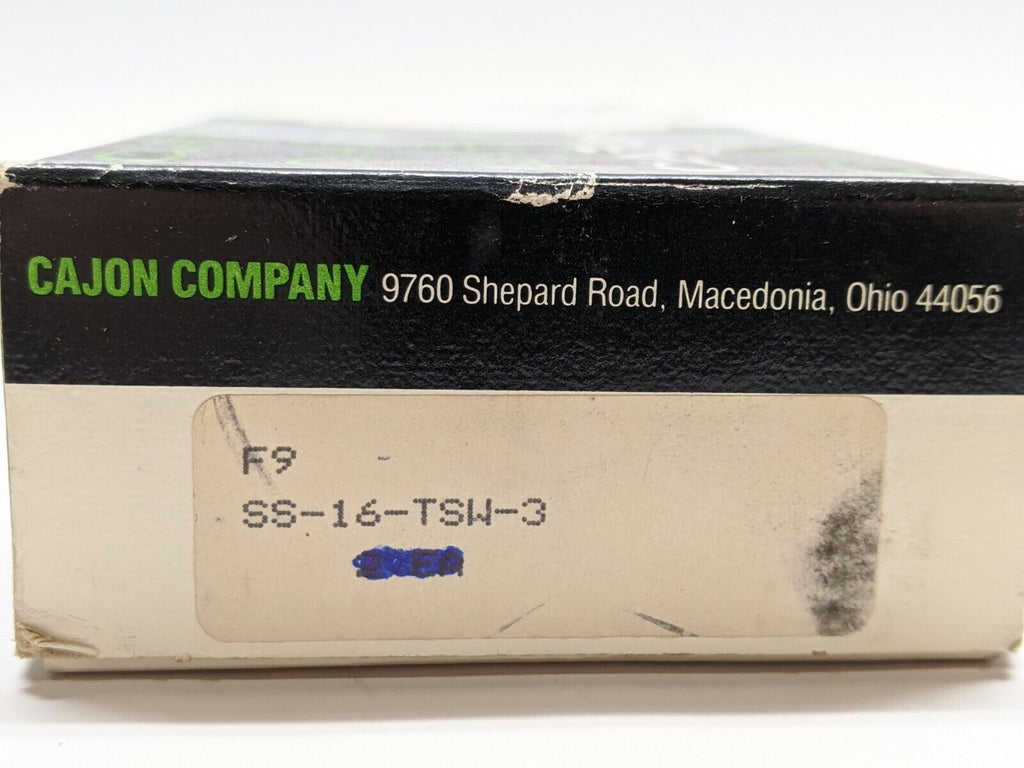 CAJON COMPANY 9760 Shepard Road, Macedonia, Ohio 44056
F9 -
SS-16-TSW-3